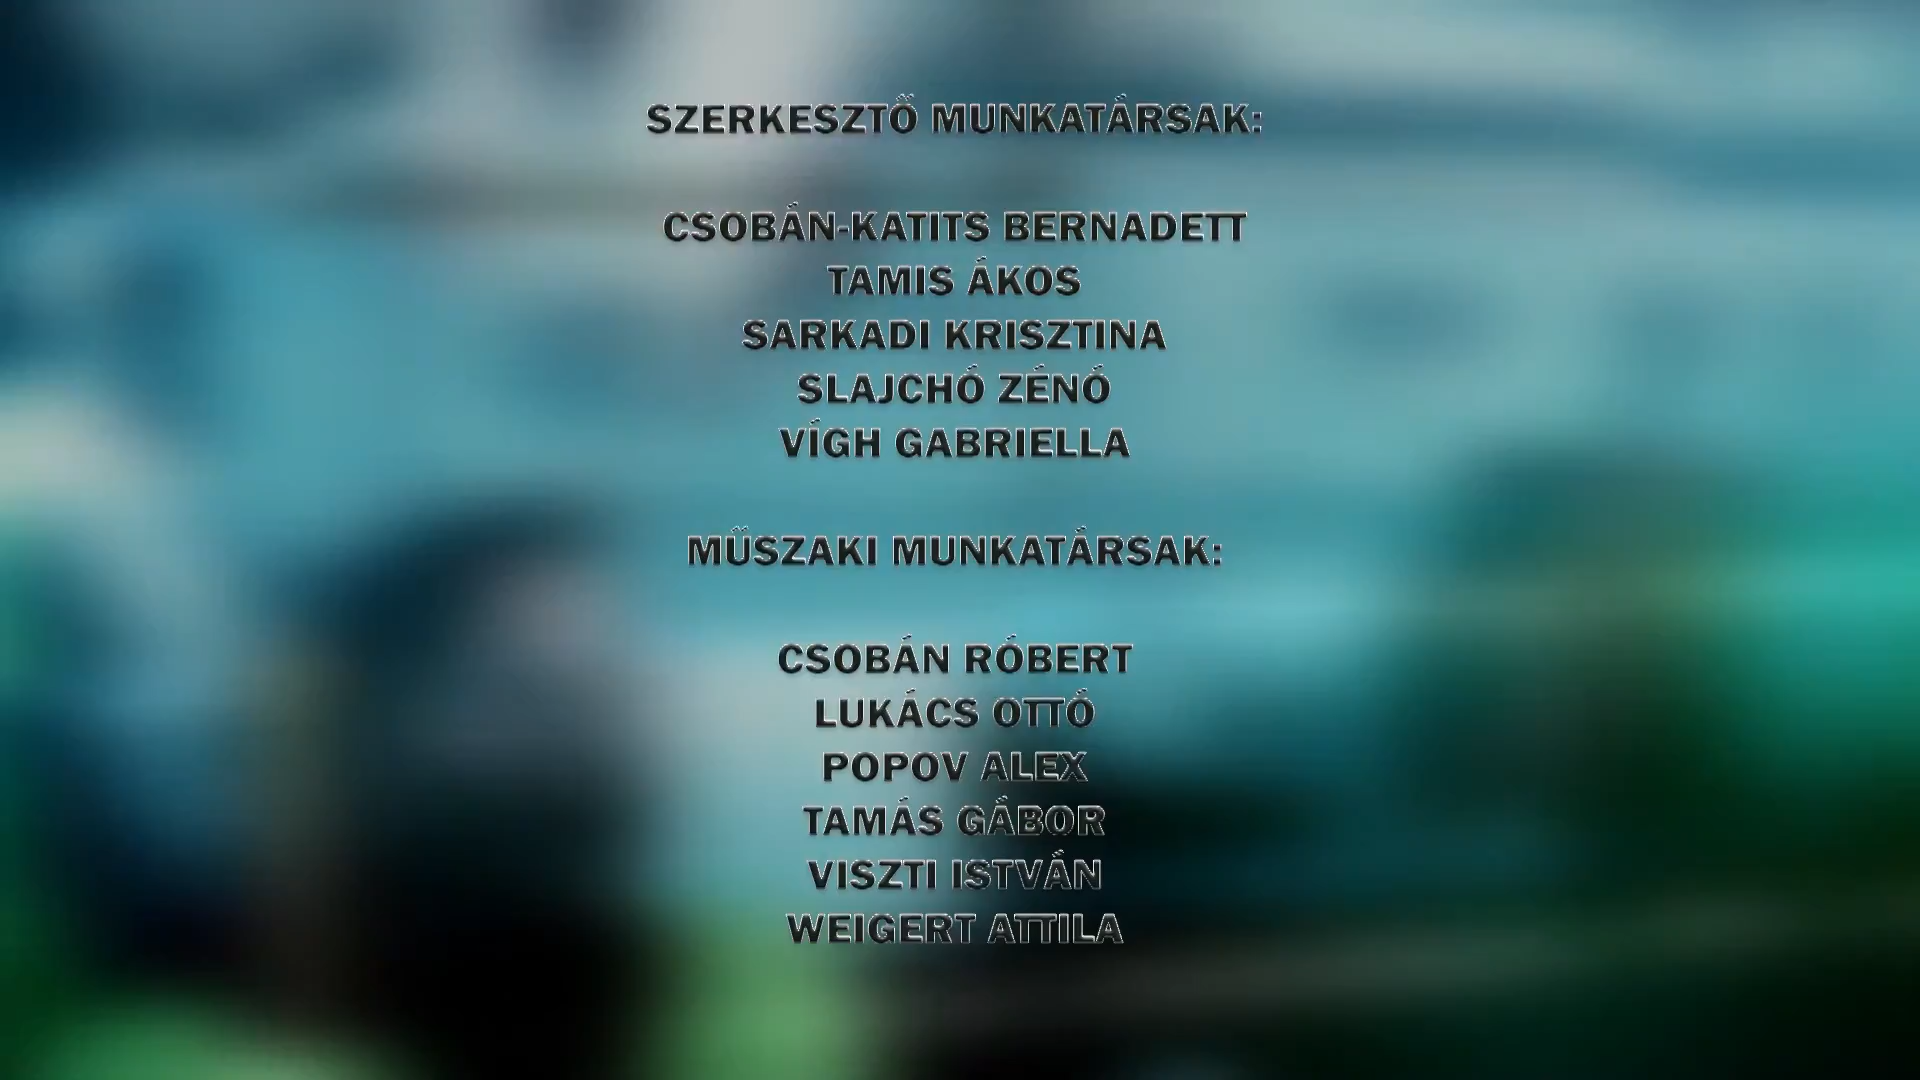 SZERKESZTŐ MUNKATÁRSAK:
CSOBÁN-KATITS BERNADETT
TAMIS ÁKOS
SARKADI KRISZTINA
SLAJCHÓ ZÉNÓ
VÍGH GABRIELLA
MŰSZAKI MUNKATÁRSAK:
CSOBÁN RÓBERT
LUKÁCS OTTÓ
POPOV ALEX
TAMÁS GÁBOR
VISZTI ISTVÁN
WEIGERT ATTILA